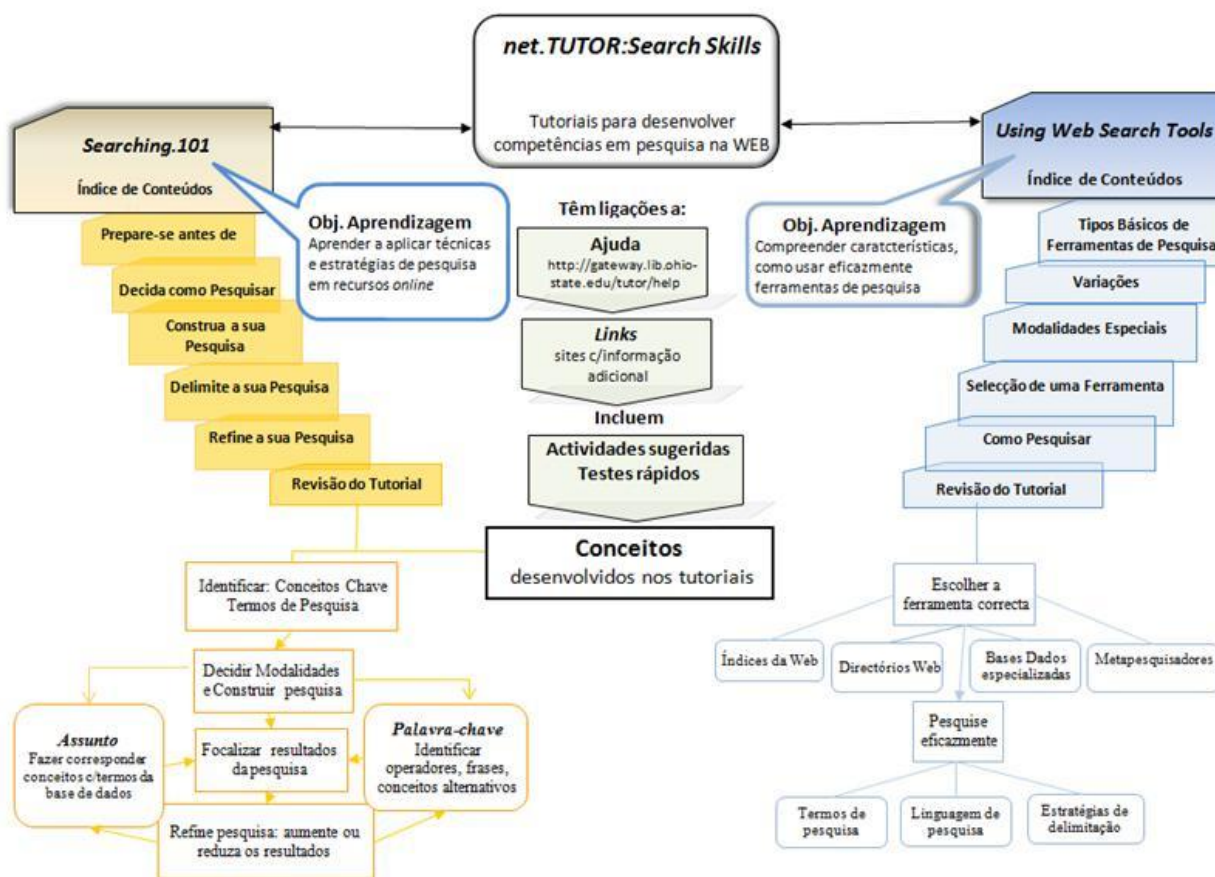 net.TUTOR:Search Skills
Tutoriais para desenvolver
competências em pesquisa na WEB
Searching.101
Índice de Conteúdos
Obj. Aprendizagem
Aprender a aplicar técnicas
e estratégias de pesquisa
em recursos online
Prepare-se antes de
Decida como Pesquisar
Construa a sua
Pesquisa
Delimite a sua Pesquisa
Refine a sua Pesquisa
Revisão do Tutorial
Têm ligações a:
Ajuda
http://gateway.lib.ohio-
state.edu/tutor/help
Links
sites c/informação
adicional
Incluem
Actividades sugeridas
Testes rápidos
Conceitos
desenvolvidos nos tutoriais
Using Web Search Tools
Índice de Conteúdos
Obj. Aprendizagem
Compreender caratcterísticas,
como usar eficazmente
ferramentas de pesquisa
Tipos Básicos de
Ferramentas de Pesquisa
Variações
Modalidades Especiais
Selecção de uma Ferramenta
Como Pesquisar
Revisão do Tutorial
Identificar: Conceitos Chave
Termos de Pesquisa
Decidir Modalidades
e Construir pesquisa
Assunto
Fazer corresponder
conceitos c/termos da
base de dados
Focalizar resultados
da pesquisa
Palavra-chave
Identificar
operadores, frases,
conceitos alternativos
Refine pesquisa: aumente ou
reduza os resultados
Escolher a
ferramenta correcta
Índices da Web
Directórios Web
Bases Dados
especializadas
Metapesquisadores
Pesquise
eficazmente
Termos de
pesquisa
Linguagem de
pesquisa
Estratégias de
delimitação